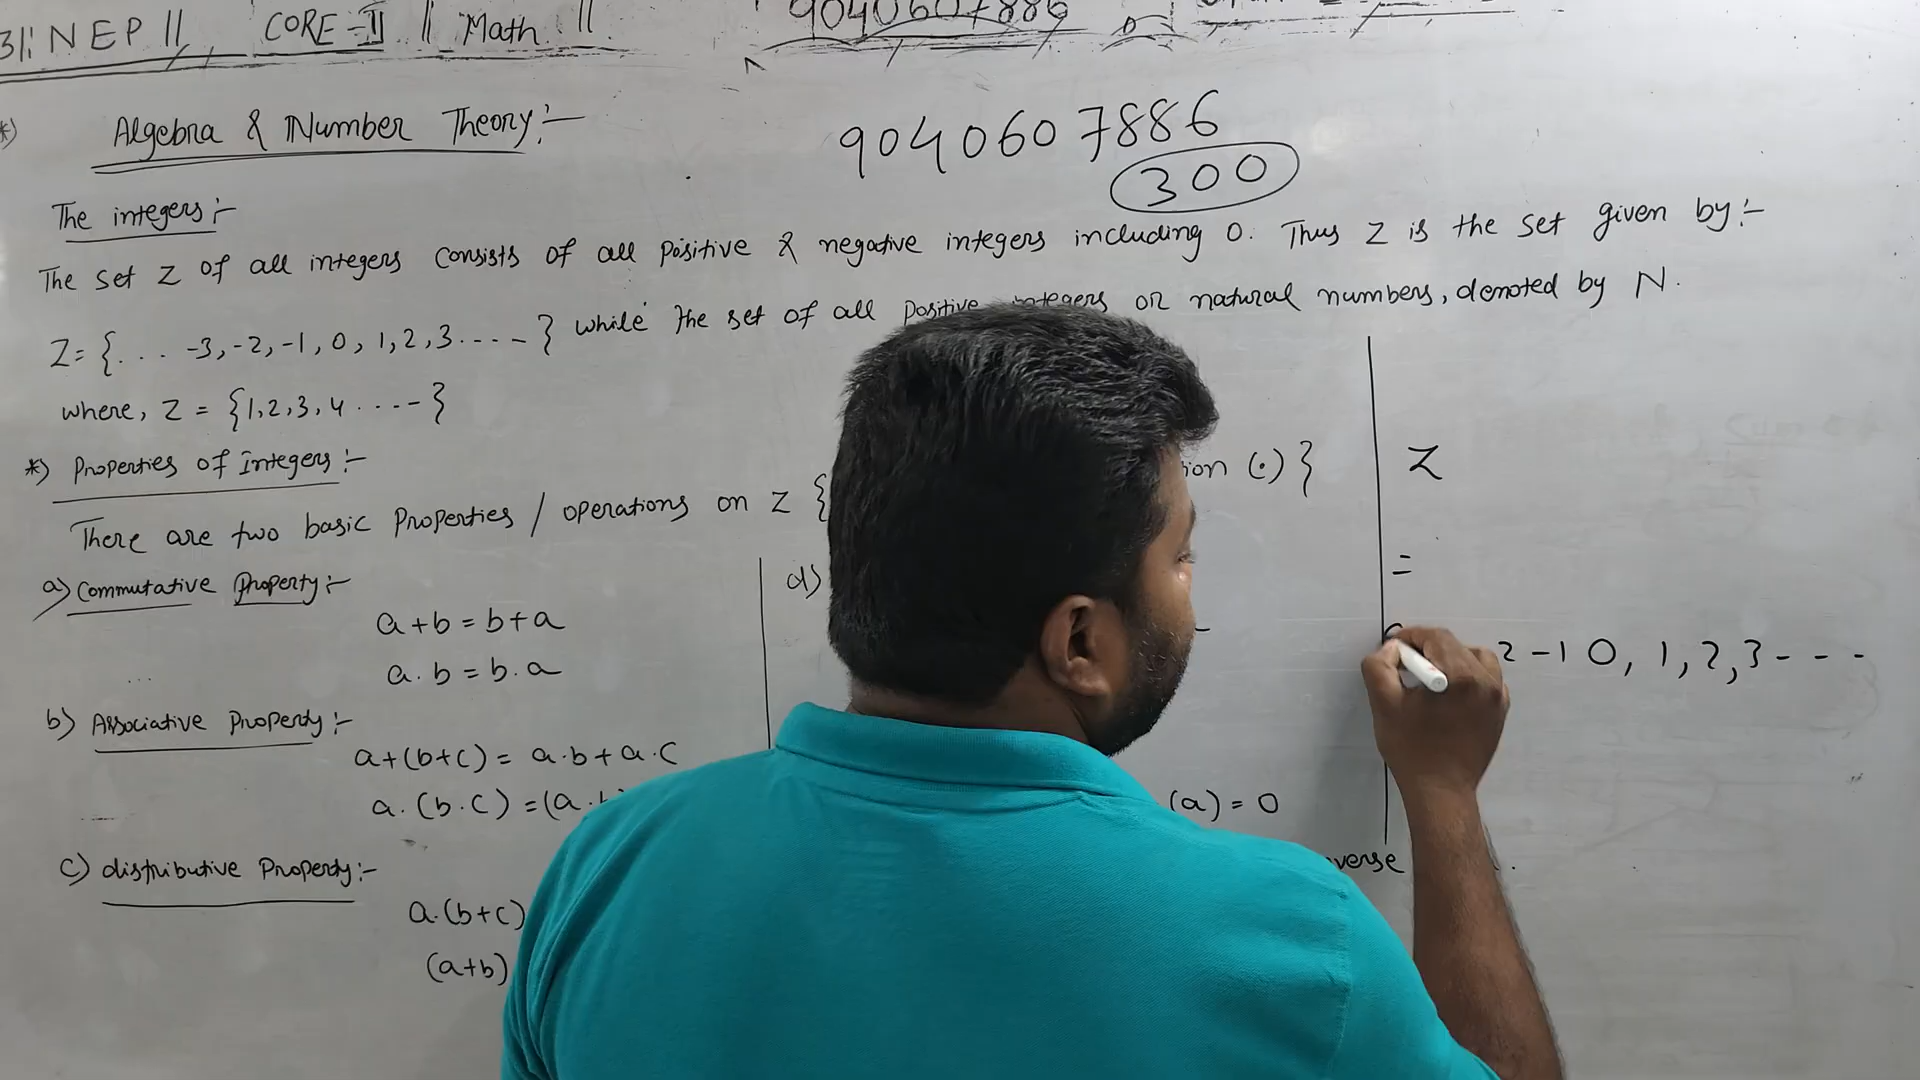 3|: NEP || CORE-II || Math ||
9040607886
*) Algebra & Number Theory:-
9040607886
300
The integers:-
The set Z of all integers consists of all positive & negative integers including 0. Thus Z is the set given by:-
Z = {. . . -3, -2, -1, 0, 1, 2, 3 . . . . - } while the set of all positive integers or natural numbers, denoted by N.
where, Z = {1, 2, 3, 4 . . . - }
*) Properties of Integers:-
There are two basic Properties / operations on Z { ion (.) }
a) Commutative Property:-
a + b = b + a
a . b = b . a
b) Associative Property:-
a + (b + c) = a . b + a . c
a . (b . c) = (a .
c) distributive Property:-
a . (b + c)
(a + b)
d)
(a) = 0
verse
Z
=
2 - 1 0, 1, 2, 3 - - -